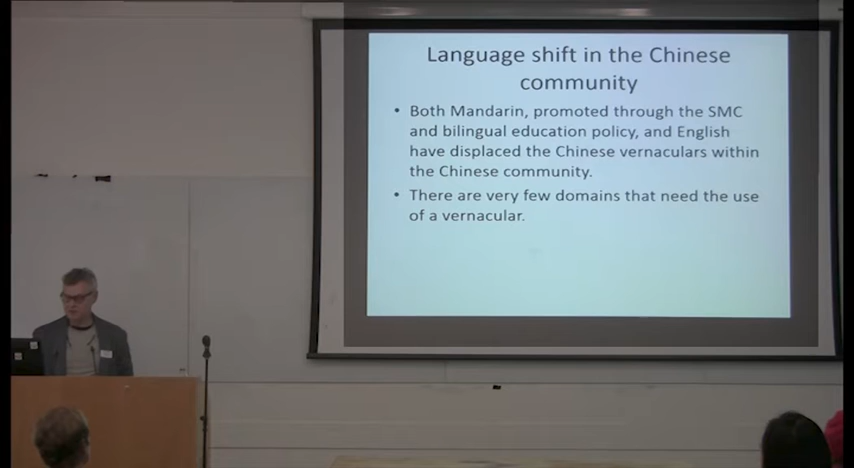 Language shift in the Chinese
community
• Both Mandarin, promoted through the SMC
and bilingual education policy, and English
have displaced the Chinese vernaculars within
the Chinese community.
• There are very few domains that need the use
of a vernacular.